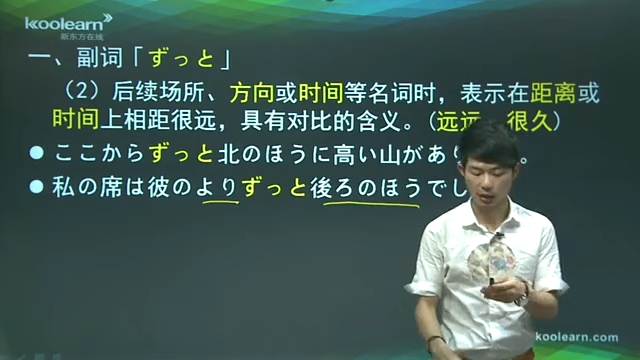 koolearn
新东方在线
一、副词「ずっと」
（2）后续场所、方向或时间等名词时，表示在距离或
时间上相距很远，具有对比的含义。（远远 很久）
● ここからずっと北のほうに高い山があり 。
● 私の席は彼のよりずっと後ろのほうでし
koolearn.com